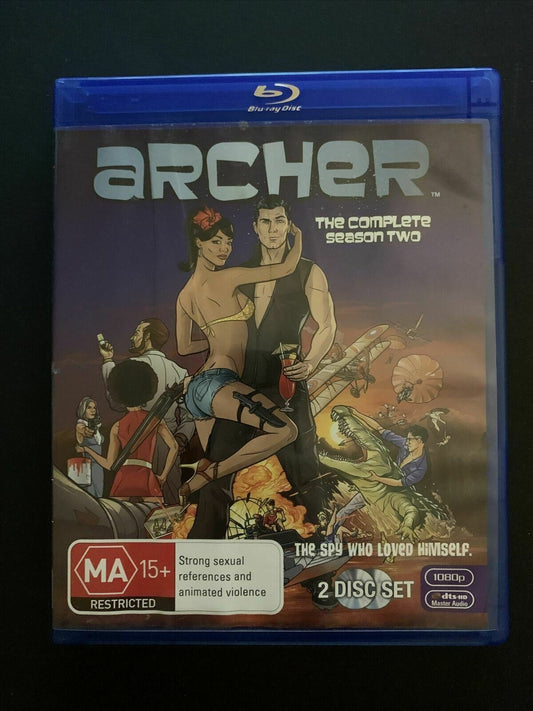 Blu-ray Disc
ARCHER™
THE COMPLETE
SEASON TWO
THE SPY WHO LOVED HIMSELF.
MA 15+
RESTRICTED
Strong sexual
references and
animated violence
2 DISC SET
1080p
dts-HD
Master Audio